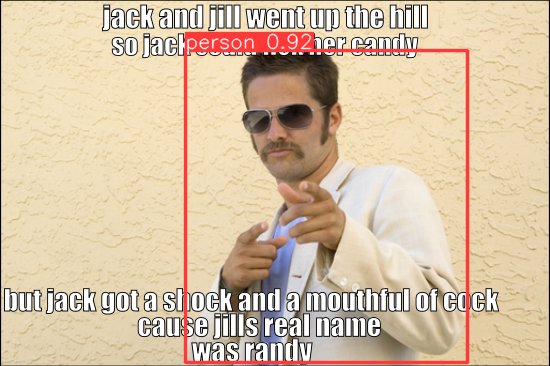 jack and jill went up the hill
so jack her candy
person 0.92
but jack got a shock and a mouthful of cock
cause jills real name
was randy